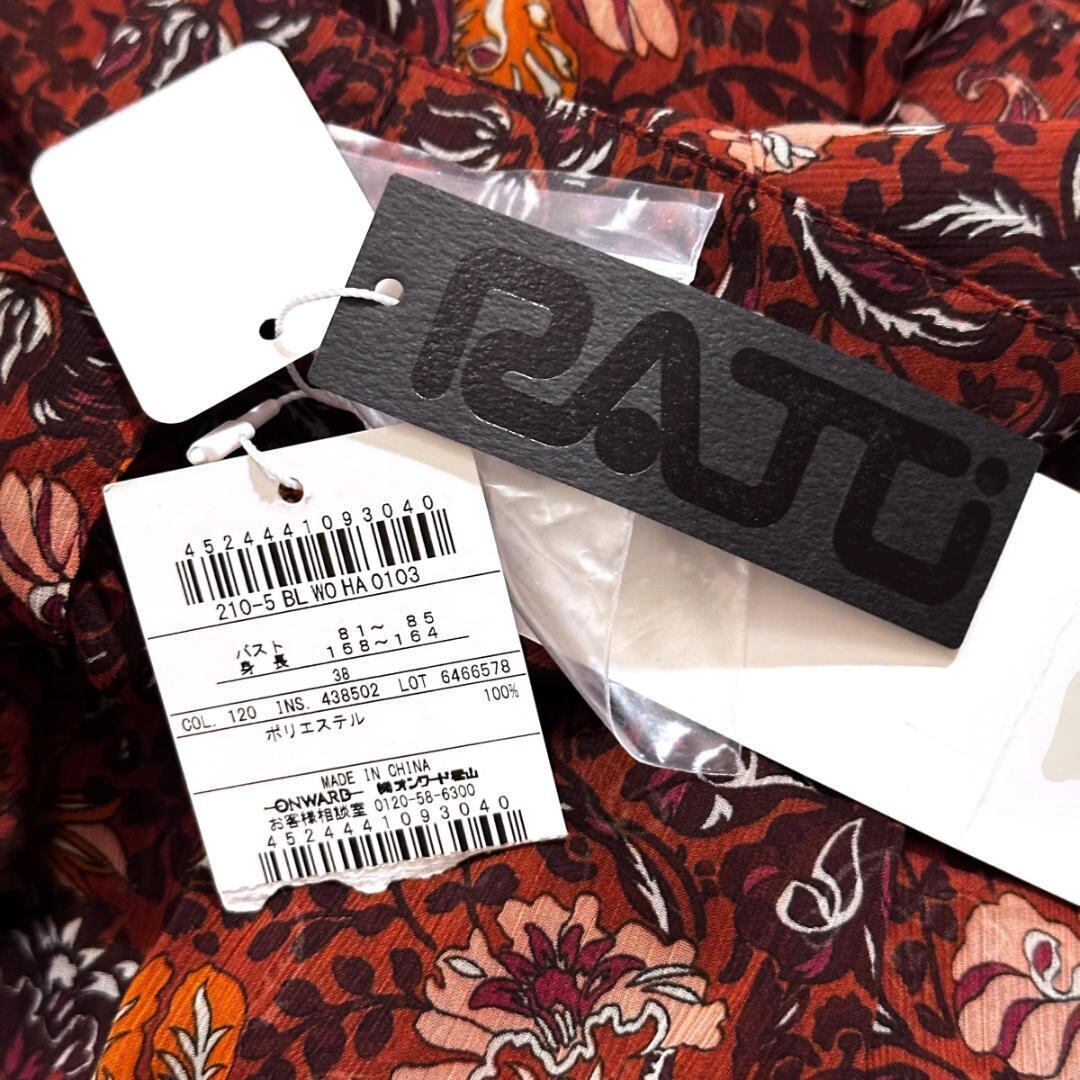 RATTi
4524441093040
210-5 BL WO HA 0103
バスト 81～ 85
身長 158～164
38
COL. 120 INS. 438502 LOT 6466578
ポリエステル 100%
MADE IN CHINA
ONWARD ㈱オンワード樫山
お客様相談室 0120-58-6300
4524441093040